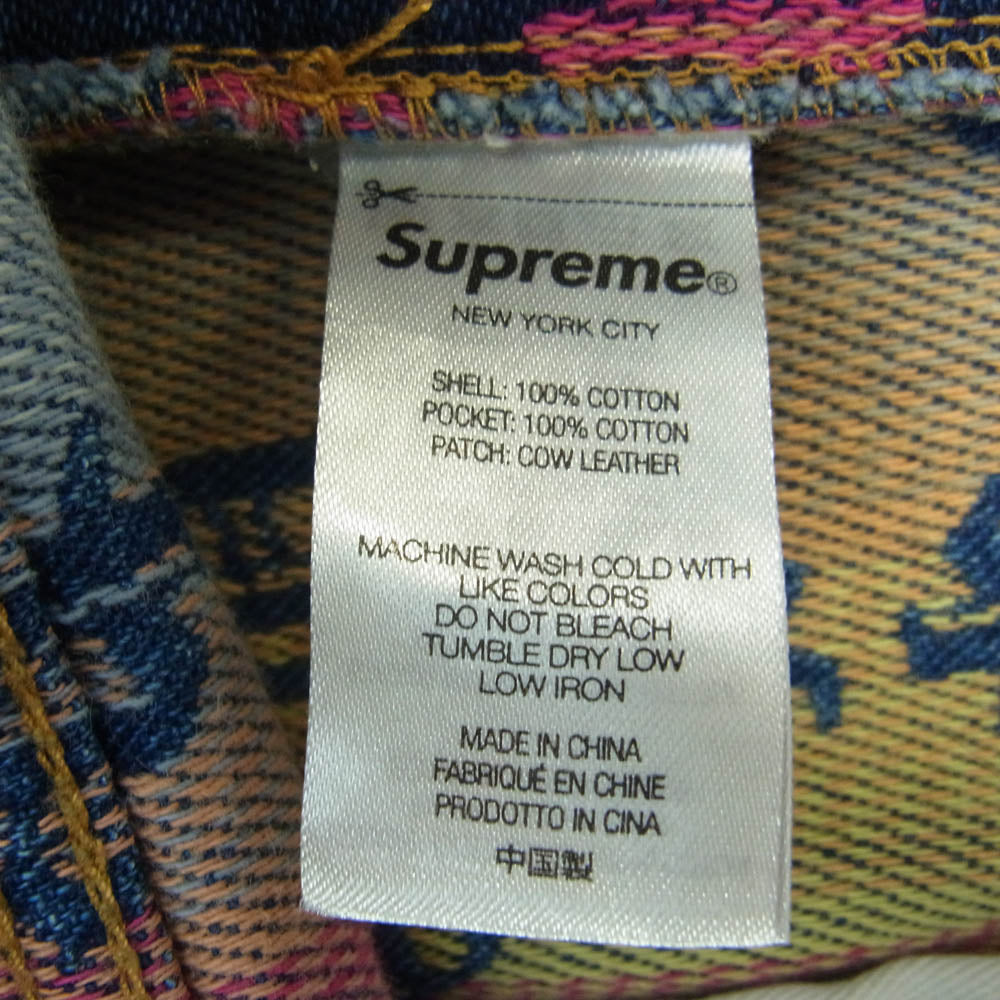 Supreme®
NEW YORK CITY
SHELL: 100% COTTON
POCKET: 100% COTTON
PATCH: COW LEATHER
MACHINE WASH COLD WITH
LIKE COLORS
DO NOT BLEACH
TUMBLE DRY LOW
LOW IRON
MADE IN CHINA
FABRIQUÉ EN CHINE
PRODOTTO IN CINA
中国製